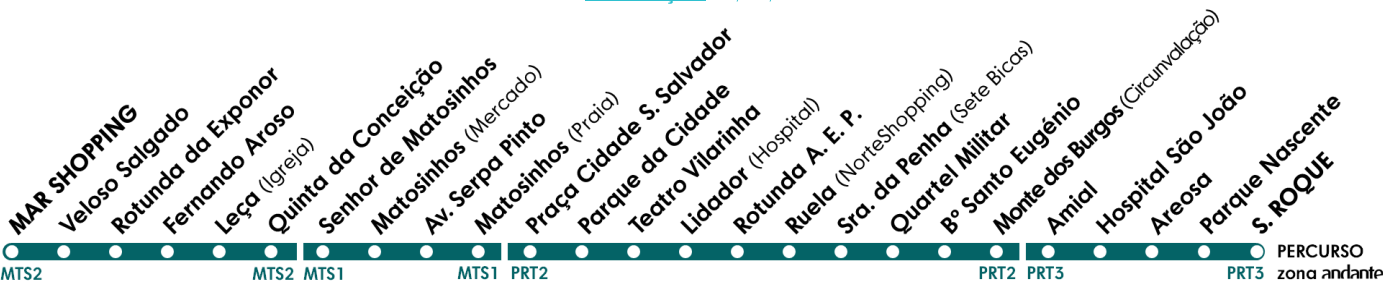 MAR SHOPPING
Veloso Salgado
Rotunda da Exponor
Fernando Aroso
Leça (Igreja)
Quinta da Conceição
Senhor de Matosinhos
Matosinhos (Mercado)
Av. Serpa Pinto
Matosinhos (Praia)
Praça Cidade S. Salvador
Parque da Cidade
Teatro Vilarinha
Lidador (Hospital)
Rotunda A. E. P.
Ruela (NorteShopping)
Sra. da Penha (Sete Bicas)
Quartel Militar
Bº Santo Eugénio
Monte dos Burgos (Circunvalação)
Amial
Hospital São João
Areosa
Parque Nascente
S. ROQUE
PERCURSO
MTS2 MTS2 MTS1 MTS1 PRT2 PRT2 PRT3 PRT3 zona andante